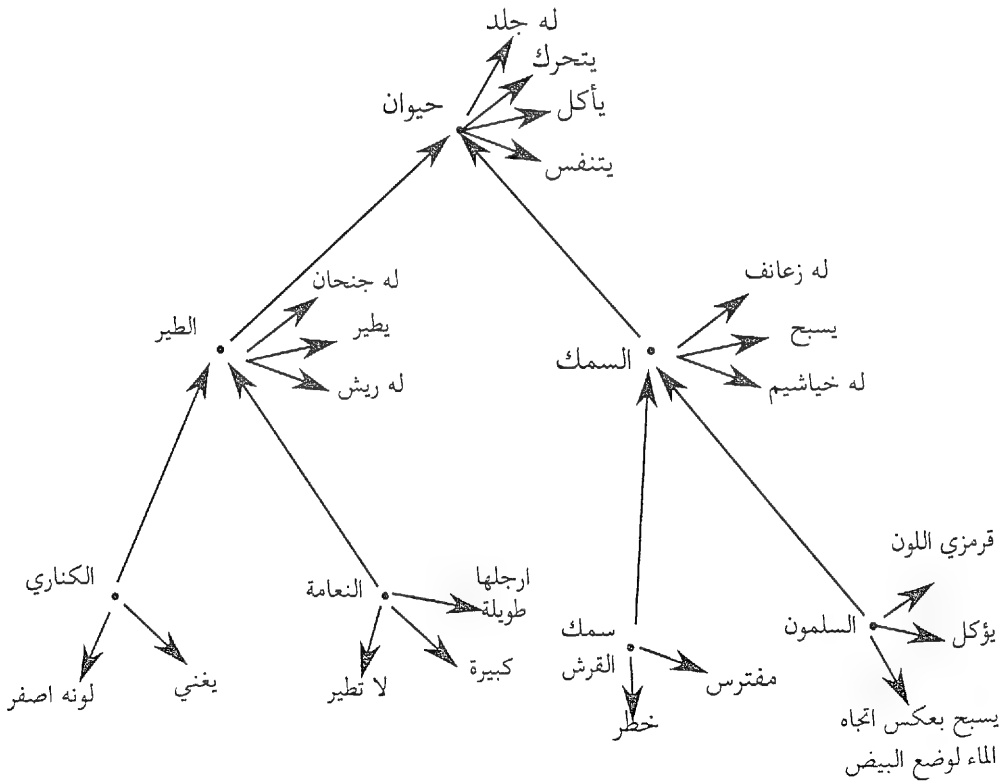 له جلد
يتحرك
حيوان
يأكل
يتنفس
له زعانف
له جنحان
الطير
يطير
يسبح
السمك
له ريش
له خياشيم
قرمزي اللون
الكناري
النعامة
ارجلها
طويلة
سمك
القرش
السلمون
يؤكل
لونه اصفر
يغني
لا تطير
كبيرة
مفترس
خطر
يسبح بعكس اتجاه
الماء لوضع البيض